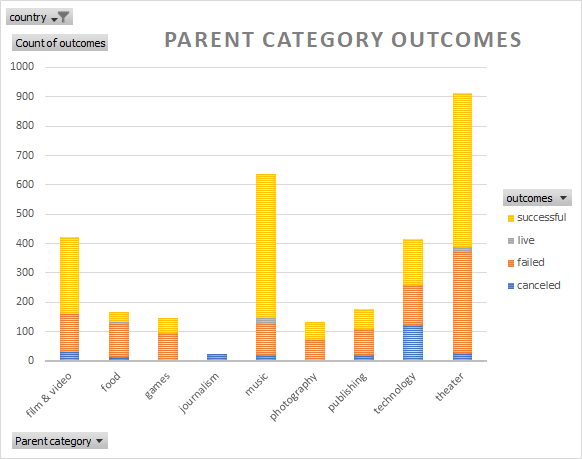 country
Count of outcomes
PARENT CATEGORY OUTCOMES
1000
900
800
700
600
500
400
300
200
100
0
film & video
food
games
journalism
music
photography
publishing
technology
theater
outcomes
successful
live
failed
canceled
Parent category